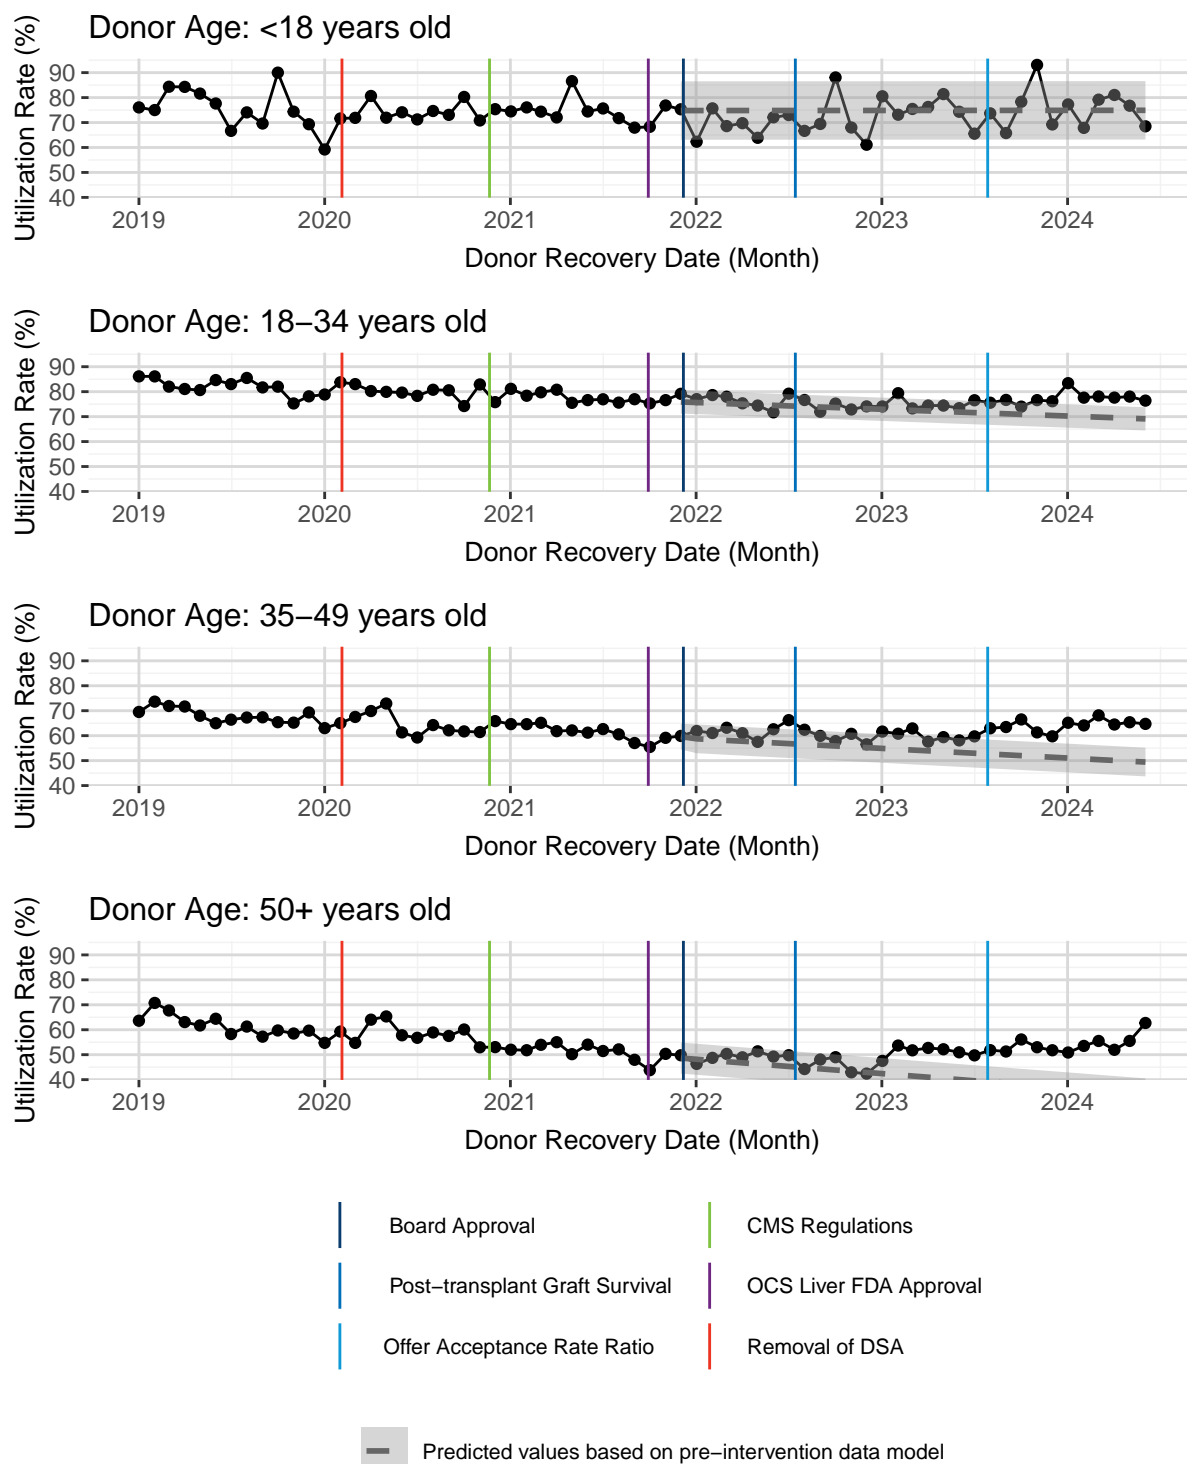 Donor Age: <18 years old
Utilization Rate (%)
90
80
70
60
50
40
2019 2020 2021 2022 2023 2024
Donor Recovery Date (Month)
Donor Age: 18−34 years old
Utilization Rate (%)
90
80
70
60
50
40
2019 2020 2021 2022 2023 2024
Donor Recovery Date (Month)
Donor Age: 35−49 years old
Utilization Rate (%)
90
80
70
60
50
40
2019 2020 2021 2022 2023 2024
Donor Recovery Date (Month)
Donor Age: 50+ years old
Utilization Rate (%)
90
80
70
60
50
40
2019 2020 2021 2022 2023 2024
Donor Recovery Date (Month)
Board Approval CMS Regulations
Post−transplant Graft Survival OCS Liver FDA Approval
Offer Acceptance Rate Ratio Removal of DSA
Predicted values based on pre−intervention data model